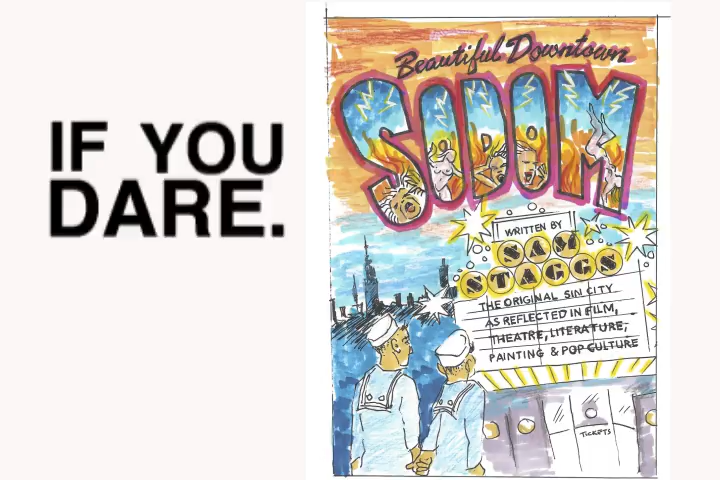 IF YOU
DARE.
Beautiful Downtown
SODOM
WRITTEN BY
SAM
STAGGS
THE ORIGINAL SIN CITY
AS REFLECTED IN FILM,
THEATRE, LITERATURE,
PAINTING & POP CULTURE
TICKETS